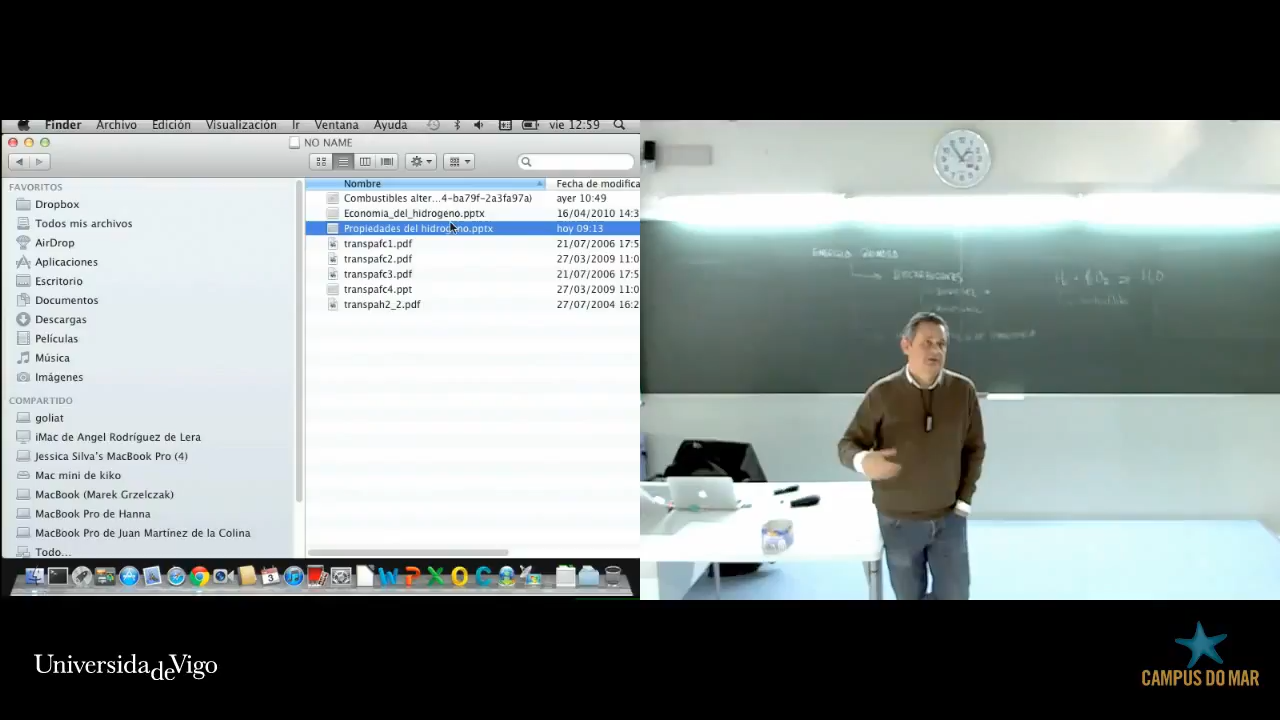 Finder Archivo Edición Visualización Ir Ventana Ayuda vie 12:59
NO NAME
FAVORITOS
Dropbox
Todos mis archivos
AirDrop
Aplicaciones
Escritorio
Documentos
Descargas
Películas
Música
Imágenes
COMPARTIDO
goliat
iMac de Angel Rodríguez de Lera
Jessica Silva's MacBook Pro (4)
Mac mini de kiko
MacBook (Marek Grzelczak)
MacBook Pro de Hanna
MacBook Pro de Juan Martínez de la Colina
Todo...
Nombre Fecha de modifica
Combustibles alter...4-ba79f-2a3fa97a) ayer 10:49
Economia_del_hidrogeno.pptx 16/04/2010 14:3
Propiedades del hidrogeno.pptx hoy 09:13
transpafc1.pdf 21/07/2006 17:5
transpafc2.pdf 27/03/2009 11:0
transpafc3.pdf 21/07/2006 17:5
transpafc4.ppt 27/03/2009 11:0
transpah2_2.pdf 27/07/2004 16:2
UniversidadeVigo
CAMPUS DO MAR